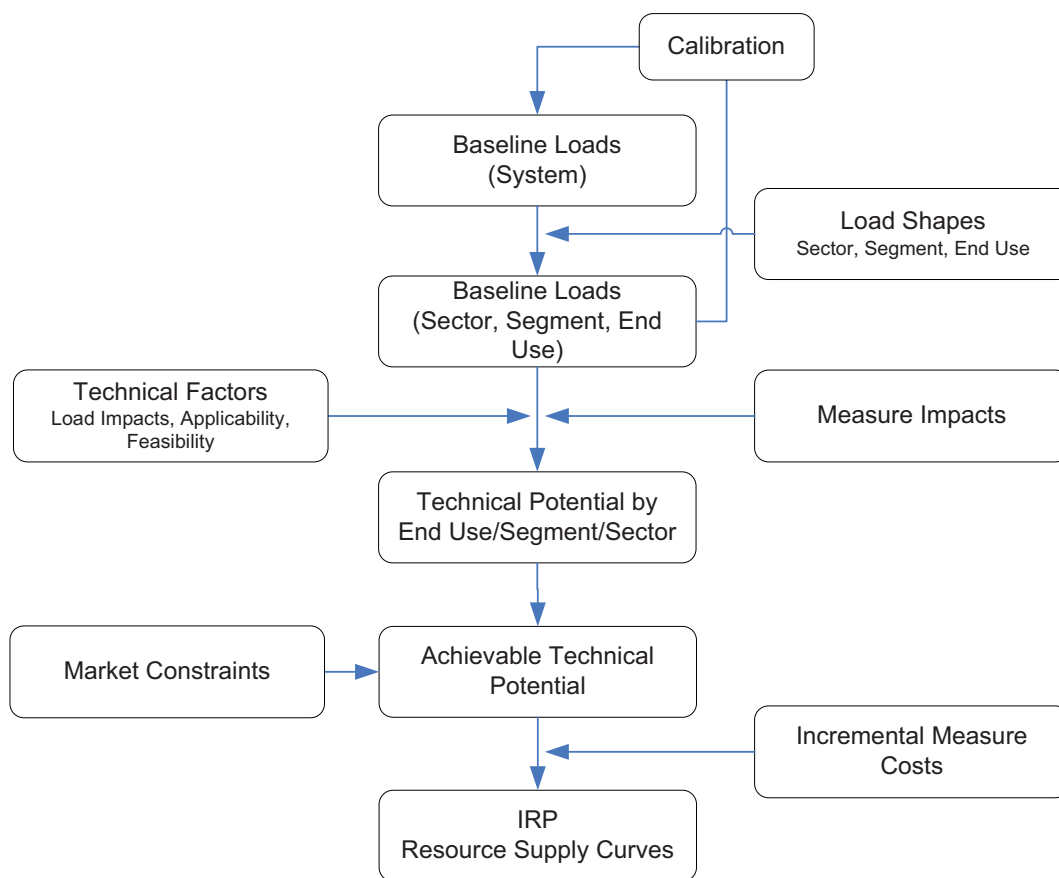 Calibration
Baseline Loads
(System)
Load Shapes
Sector, Segment, End Use
Baseline Loads
(Sector, Segment, End
Use)
Technical Factors
Load Impacts, Applicability,
Feasibility
Measure Impacts
Technical Potential by
End Use/Segment/Sector
Market Constraints
Achievable Technical
Potential
Incremental Measure
Costs
IRP
Resource Supply Curves